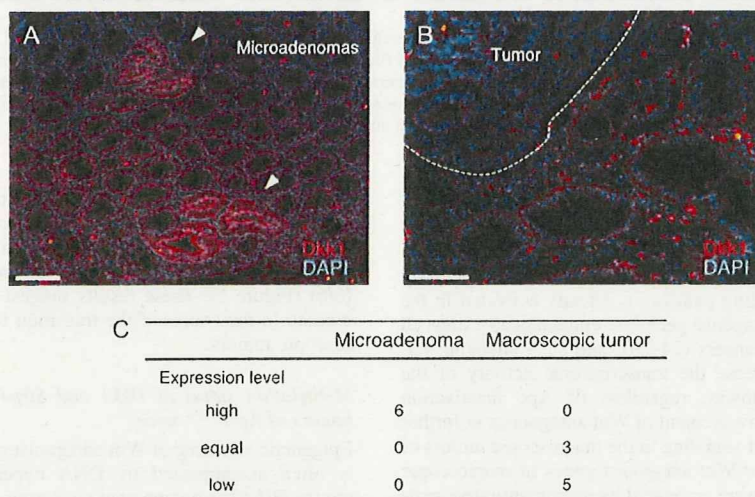 A
Microadenomas
Dkk1
DAPI
B
Tumor
Dkk1
DAPI
C
Microadenoma Macroscopic tumor
Expression level
high 6 0
equal 0 3
low 0 5